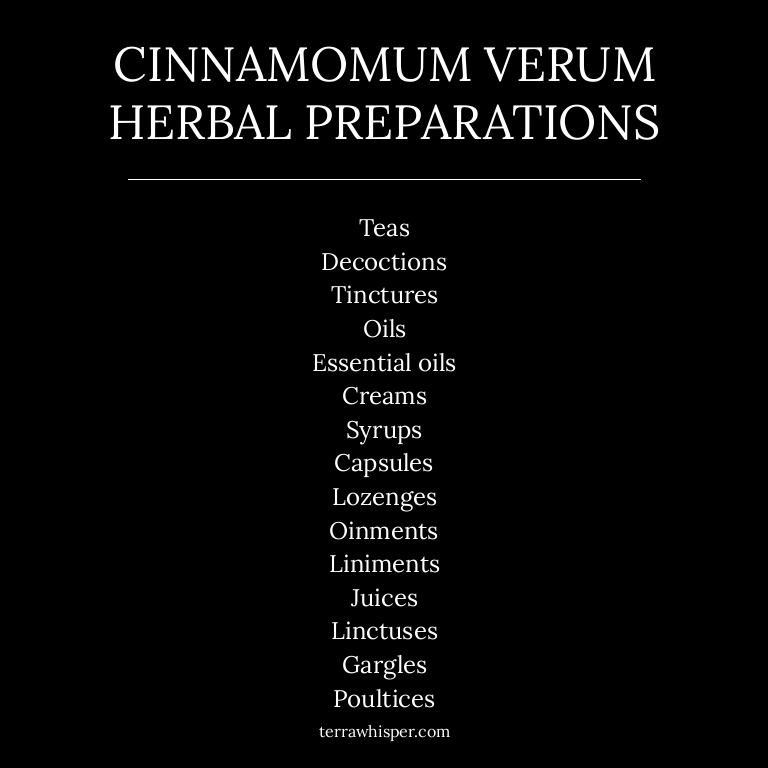 CINNAMOMUM VERUM
HERBAL PREPARATIONS
Teas
Decoctions
Tinctures
Oils
Essential oils
Creams
Syrups
Capsules
Lozenges
Oinments
Liniments
Juices
Linctuses
Gargles
Poultices
terrawhisper.com